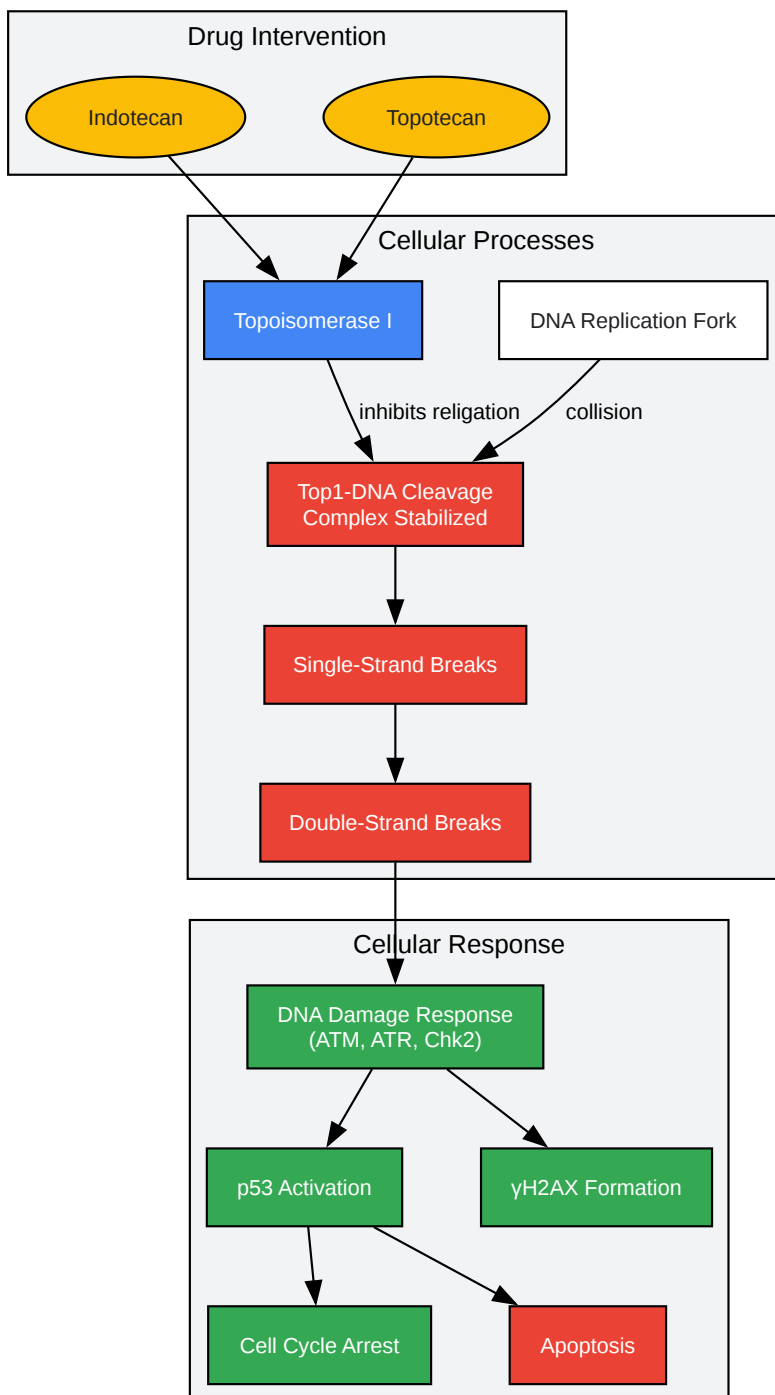 Drug Intervention
Indotecan
Topotecan
Cellular Processes
Topoisomerase I
DNA Replication Fork
inhibits religation
collision
Top1-DNA Cleavage
Complex Stabilized
Single-Strand Breaks
Double-Strand Breaks
Cellular Response
DNA Damage Response
(ATM, ATR, Chk2)
p53 Activation
γH2AX Formation
Cell Cycle Arrest
Apoptosis